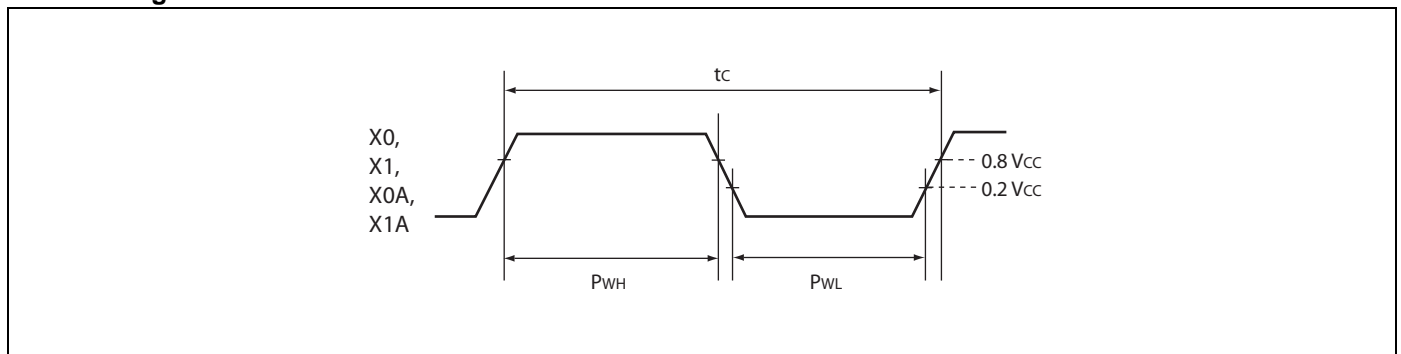 tC
X0,
X1,
X0A,
X1A
0.8 VCC
0.2 VCC
PWH
PWL